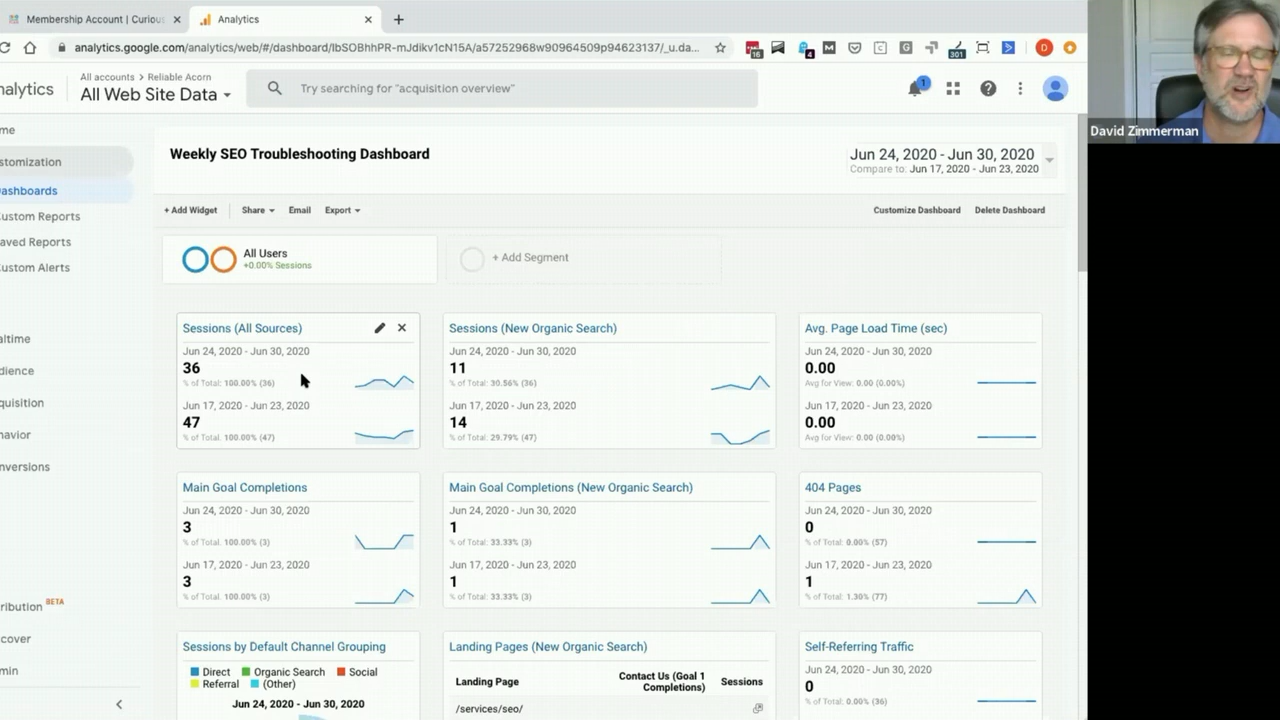 Membership Account | Curiou
Analytics
analytics.google.com/analytics/web/#/dashboard/lbSOBhhPR-mJdikv1cN15A/a57252968w90964509p94623137/_u.da...
16
4
301
D
nalytics
All accounts > Reliable Acorn
All Web Site Data
Try searching for "acquisition overview"
1
David Zimmerman
me
stomization
Dashboards
ustom Reports
aved Reports
ustom Alerts
altime
dience
quisition
havior
nversions
ribution BETA
cover
min
Weekly SEO Troubleshooting Dashboard
Jun 24, 2020 - Jun 30, 2020
Compare to: Jun 17, 2020 - Jun 23, 2020
+ Add Widget
Share
Email
Export
Customize Dashboard
Delete Dashboard
All Users
+0.00% Sessions
+ Add Segment
Sessions (All Sources)
Jun 24, 2020 - Jun 30, 2020
36
% of Total: 100.00% (36)
Jun 17, 2020 - Jun 23, 2020
47
% of Total: 100.00% (47)
Sessions (New Organic Search)
Jun 24, 2020 - Jun 30, 2020
11
% of Total: 30.56% (36)
Jun 17, 2020 - Jun 23, 2020
14
% of Total: 29.79% (47)
Avg. Page Load Time (sec)
Jun 24, 2020 - Jun 30, 2020
0.00
Avg for View: 0.00 (0.00%)
Jun 17, 2020 - Jun 23, 2020
0.00
Avg for View: 0.00 (0.00%)
Main Goal Completions
Jun 24, 2020 - Jun 30, 2020
3
% of Total: 100.00% (3)
Jun 17, 2020 - Jun 23, 2020
3
% of Total: 100.00% (3)
Main Goal Completions (New Organic Search)
Jun 24, 2020 - Jun 30, 2020
1
% of Total: 33.33% (3)
Jun 17, 2020 - Jun 23, 2020
1
% of Total: 33.33% (3)
404 Pages
Jun 24, 2020 - Jun 30, 2020
0
% of Total: 0.00% (57)
Jun 17, 2020 - Jun 23, 2020
1
% of Total: 1.30% (77)
Sessions by Default Channel Grouping
Direct Organic Search Social
Referral (Other)
Jun 24, 2020 - Jun 30, 2020
Landing Pages (New Organic Search)
Landing Page
Contact Us (Goal 1
Completions)
Sessions
/services/seo/
Self-Referring Traffic
Jun 24, 2020 - Jun 30, 2020
0
% of Total: 0.00% (36)